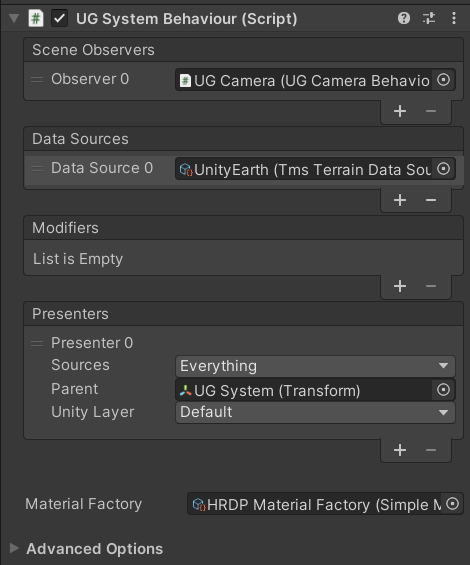 UG System Behaviour (Script)
Scene Observers
Observer 0 UG Camera (UG Camera Behavio
Data Sources
Data Source 0 UnityEarth (Tms Terrain Data Sou
Modifiers
List is Empty
Presenters
Presenter 0
Sources Everything
Parent UG System (Transform)
Unity Layer Default
Material Factory HRDP Material Factory (Simple M
Advanced Options